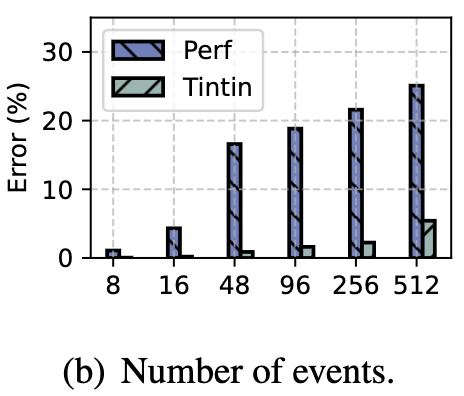 Error (%)
30
20
10
0
Perf
Tintin
8 16 48 96 256 512
(b) Number of events.